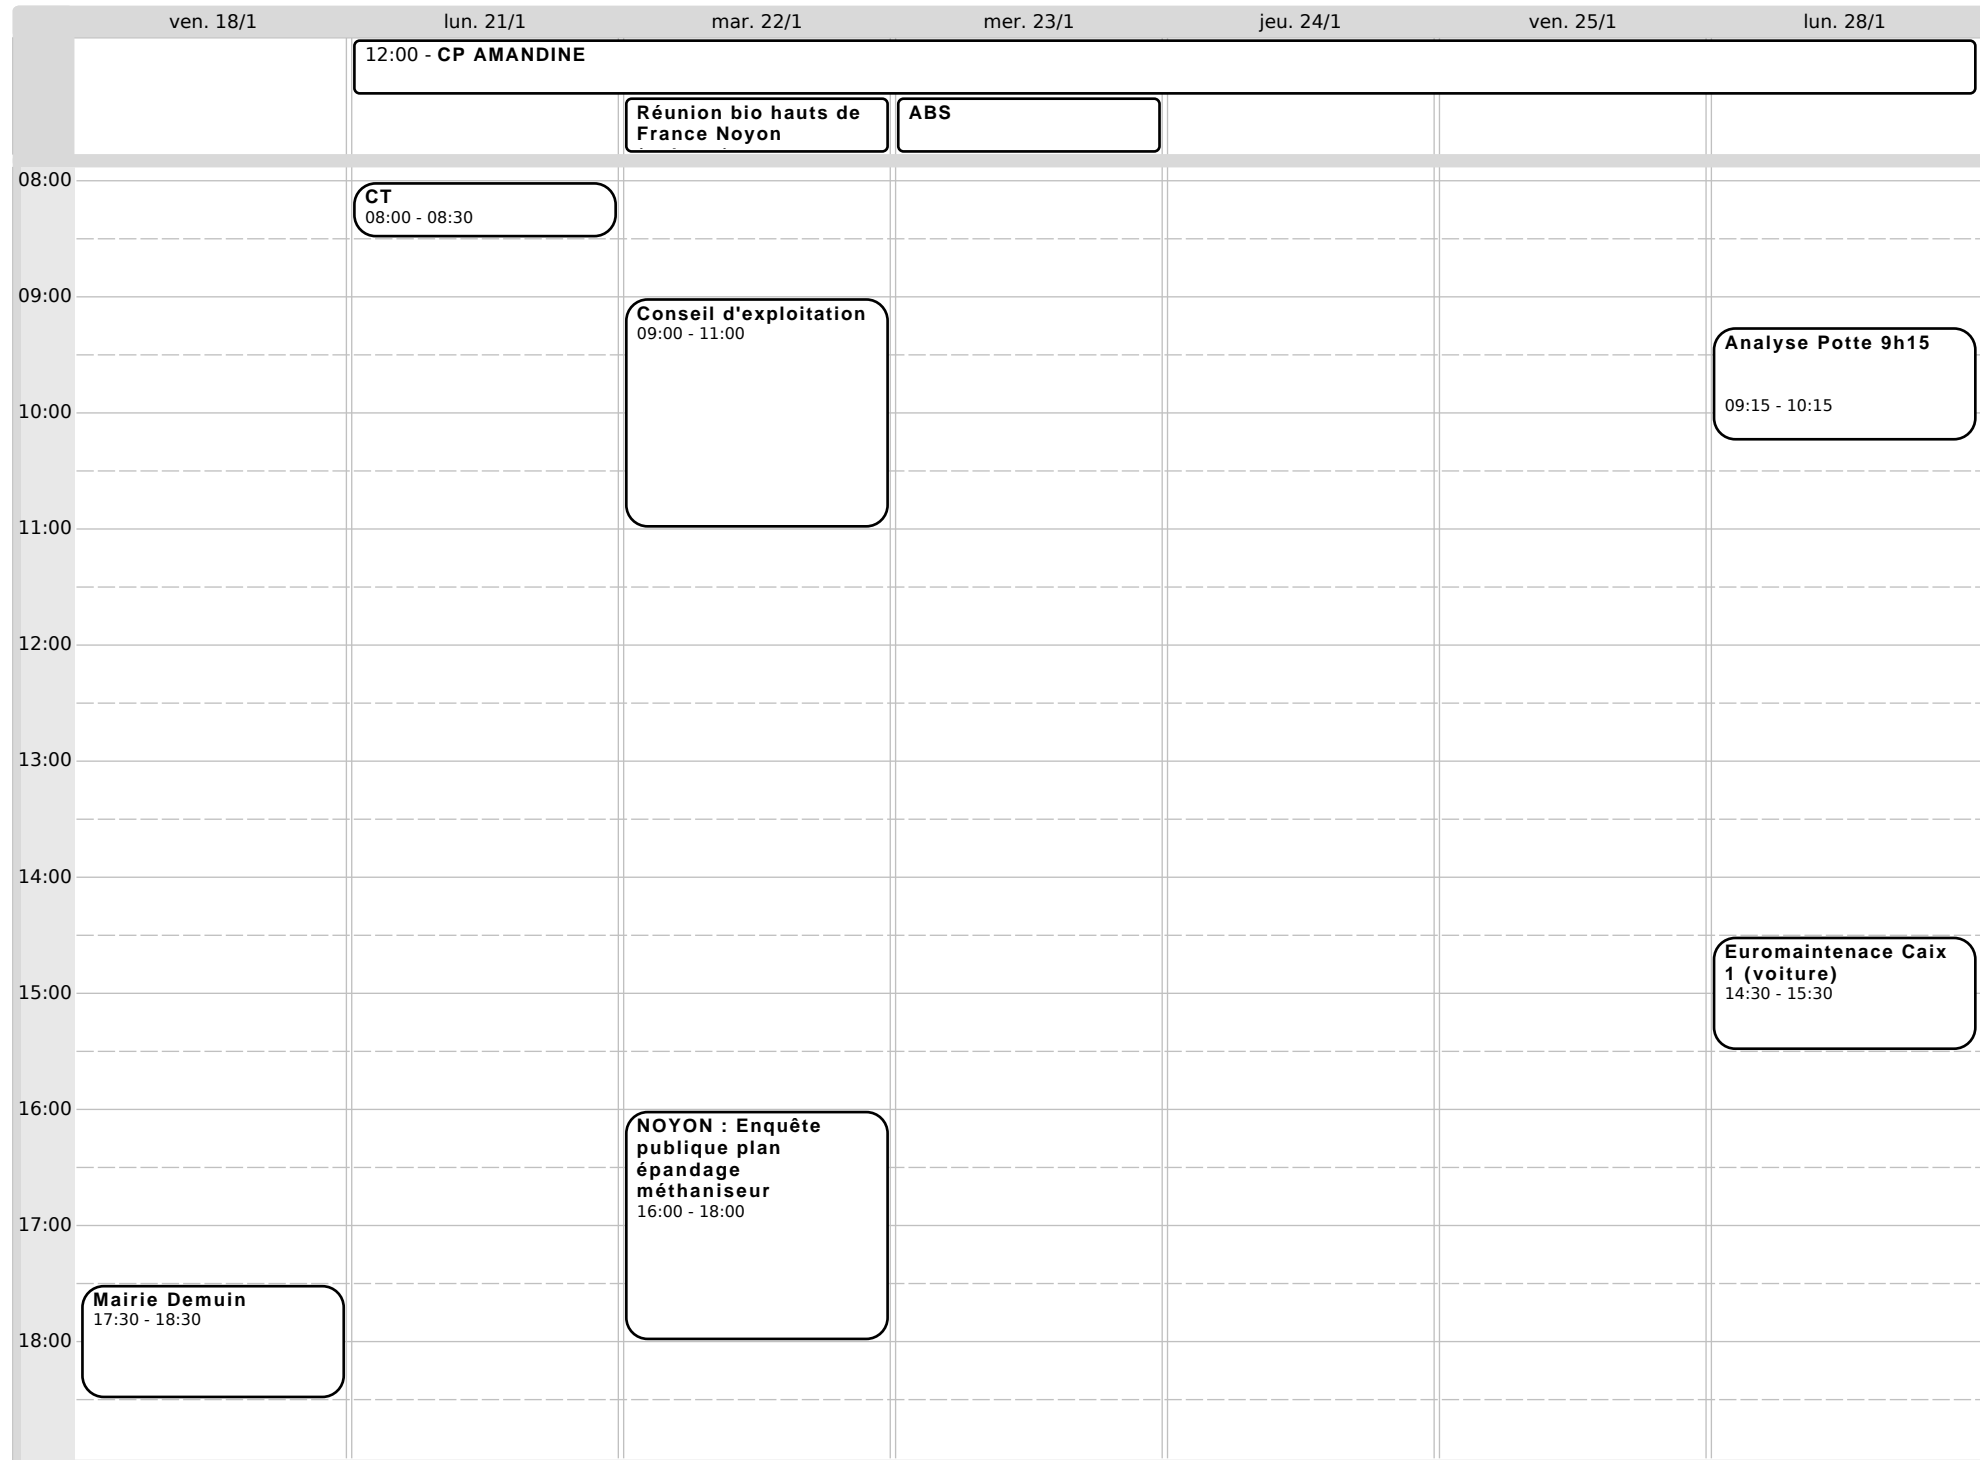 ven. 18/1
lun. 21/1
mar. 22/1
mer. 23/1
jeu. 24/1
ven. 25/1
lun. 28/1
12:00 - CP AMANDINE
Réunion bio hauts de
France Noyon
ABS
08:00
CT
08:00 - 08:30
09:00
Conseil d'exploitation
09:00 - 11:00
Analyse Potte 9h15
09:15 - 10:15
10:00
11:00
12:00
13:00
14:00
Euromaintenace Caix
1 (voiture)
14:30 - 15:30
15:00
16:00
NOYON : Enquête
publique plan
épandage
méthaniseur
16:00 - 18:00
17:00
Mairie Demuin
17:30 - 18:30
18:00